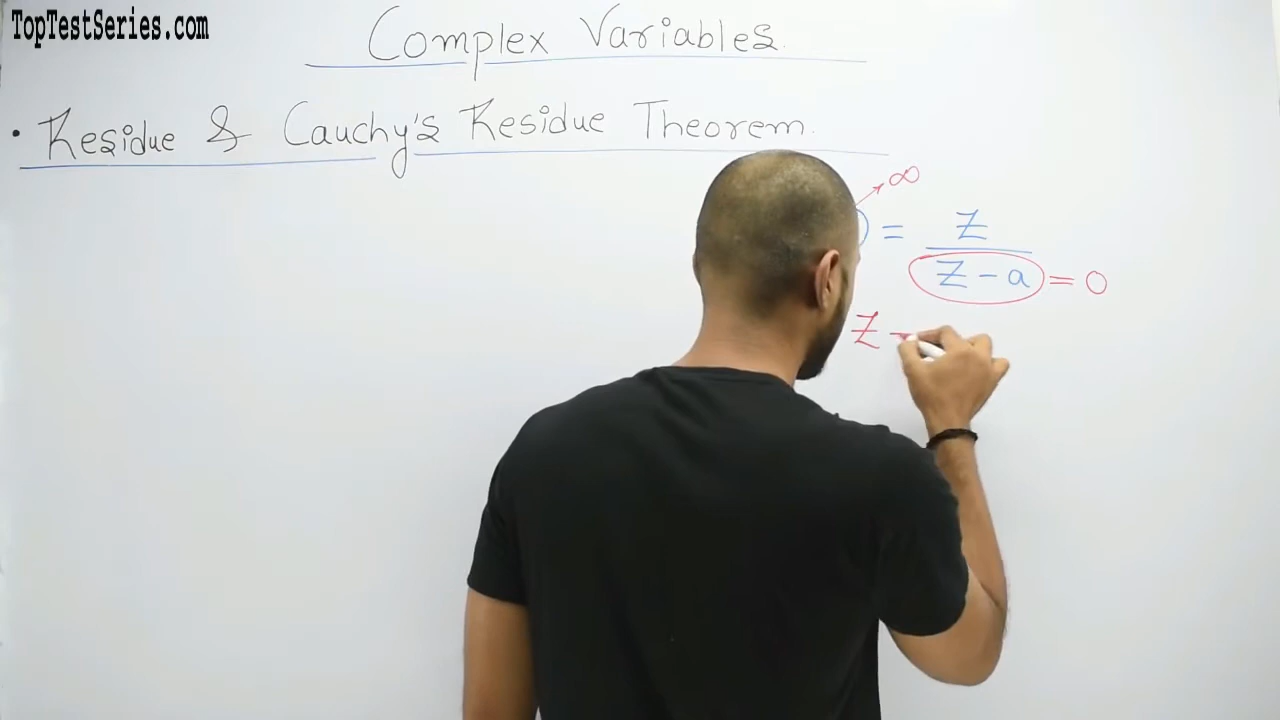 TopTestSeries.com
Complex Variables.
• Residue & Cauchy's Residue Theorem.
∞
) = Z
Z - a = 0
Z -